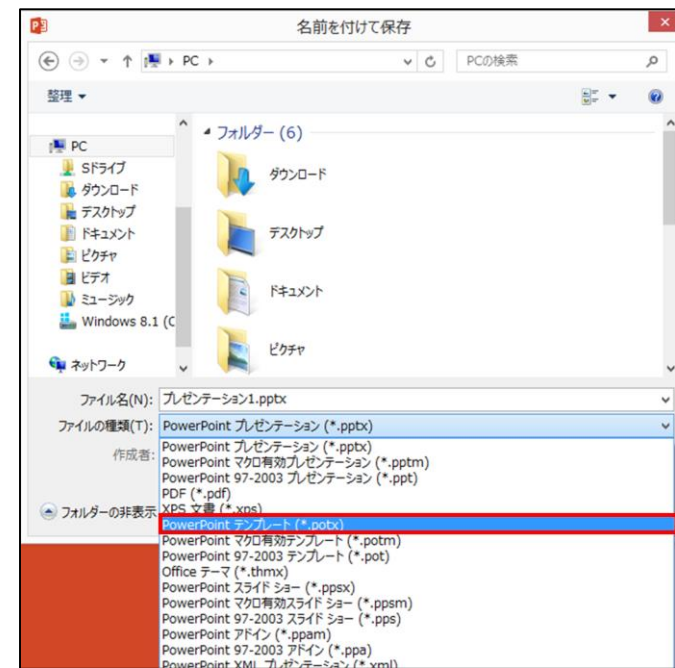 名前を付けて保存
PC
PCの検索
整理
PC
Sドライブ
ダウンロード
デスクトップ
ドキュメント
ピクチャ
ビデオ
ミュージック
Windows 8.1 (C
ネットワーク
フォルダー (6)
ダウンロード
デスクトップ
ドキュメント
ピクチャ
ファイル名(N): プレゼンテーション1.pptx
ファイルの種類(T): PowerPoint プレゼンテーション (*.pptx)
作成者:
フォルダーの非表示
PowerPoint プレゼンテーション (*.pptx)
PowerPoint マクロ有効プレゼンテーション (*.pptm)
PowerPoint 97-2003 プレゼンテーション (*.ppt)
PDF (*.pdf)
XPS 文書 (*.xps)
PowerPoint テンプレート (*.potx)
PowerPoint マクロ有効テンプレート (*.potm)
PowerPoint 97-2003 テンプレート (*.pot)
Office テーマ (*.thmx)
PowerPoint スライド ショー (*.ppsx)
PowerPoint マクロ有効スライド ショー (*.ppsm)
PowerPoint 97-2003 スライド ショー (*.pps)
PowerPoint アドイン (*.ppam)
PowerPoint 97-2003 アドイン (*.ppa)
PowerPoint XML プレゼンテーション (*.xml)